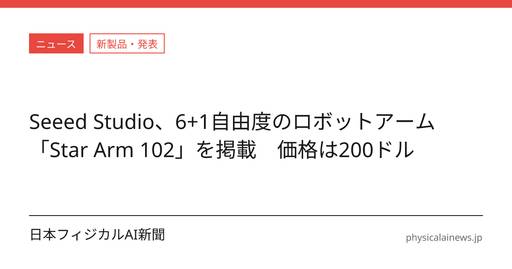 ニュース 新製品・発表
Seeed Studio、6+1自由度のロボットアーム
「Star Arm 102」を掲載　価格は200ドル
日本フィジカルAI新聞 physicalainews.jp